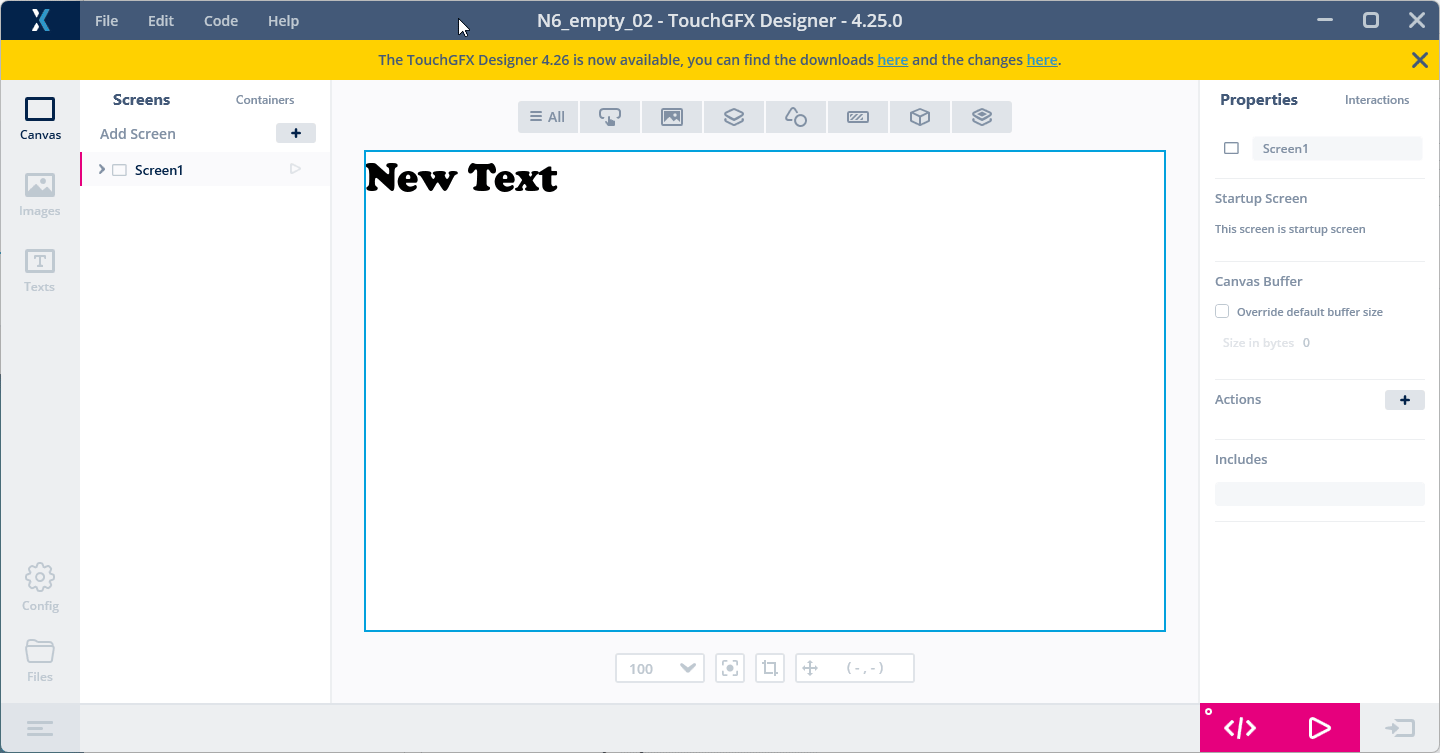 File Edit Code Help N6_empty_02 - TouchGFX Designer - 4.25.0
The TouchGFX Designer 4.26 is now available, you can find the downloads here and the changes here.
Canvas
Images
Texts
Config
Files
Screens Containers
Add Screen +
Screen1
All
New Text
100 (-,-)
Properties Interactions
Screen1
Startup Screen
This screen is startup screen
Canvas Buffer
Override default buffer size
Size in bytes 0
Actions +
Includes